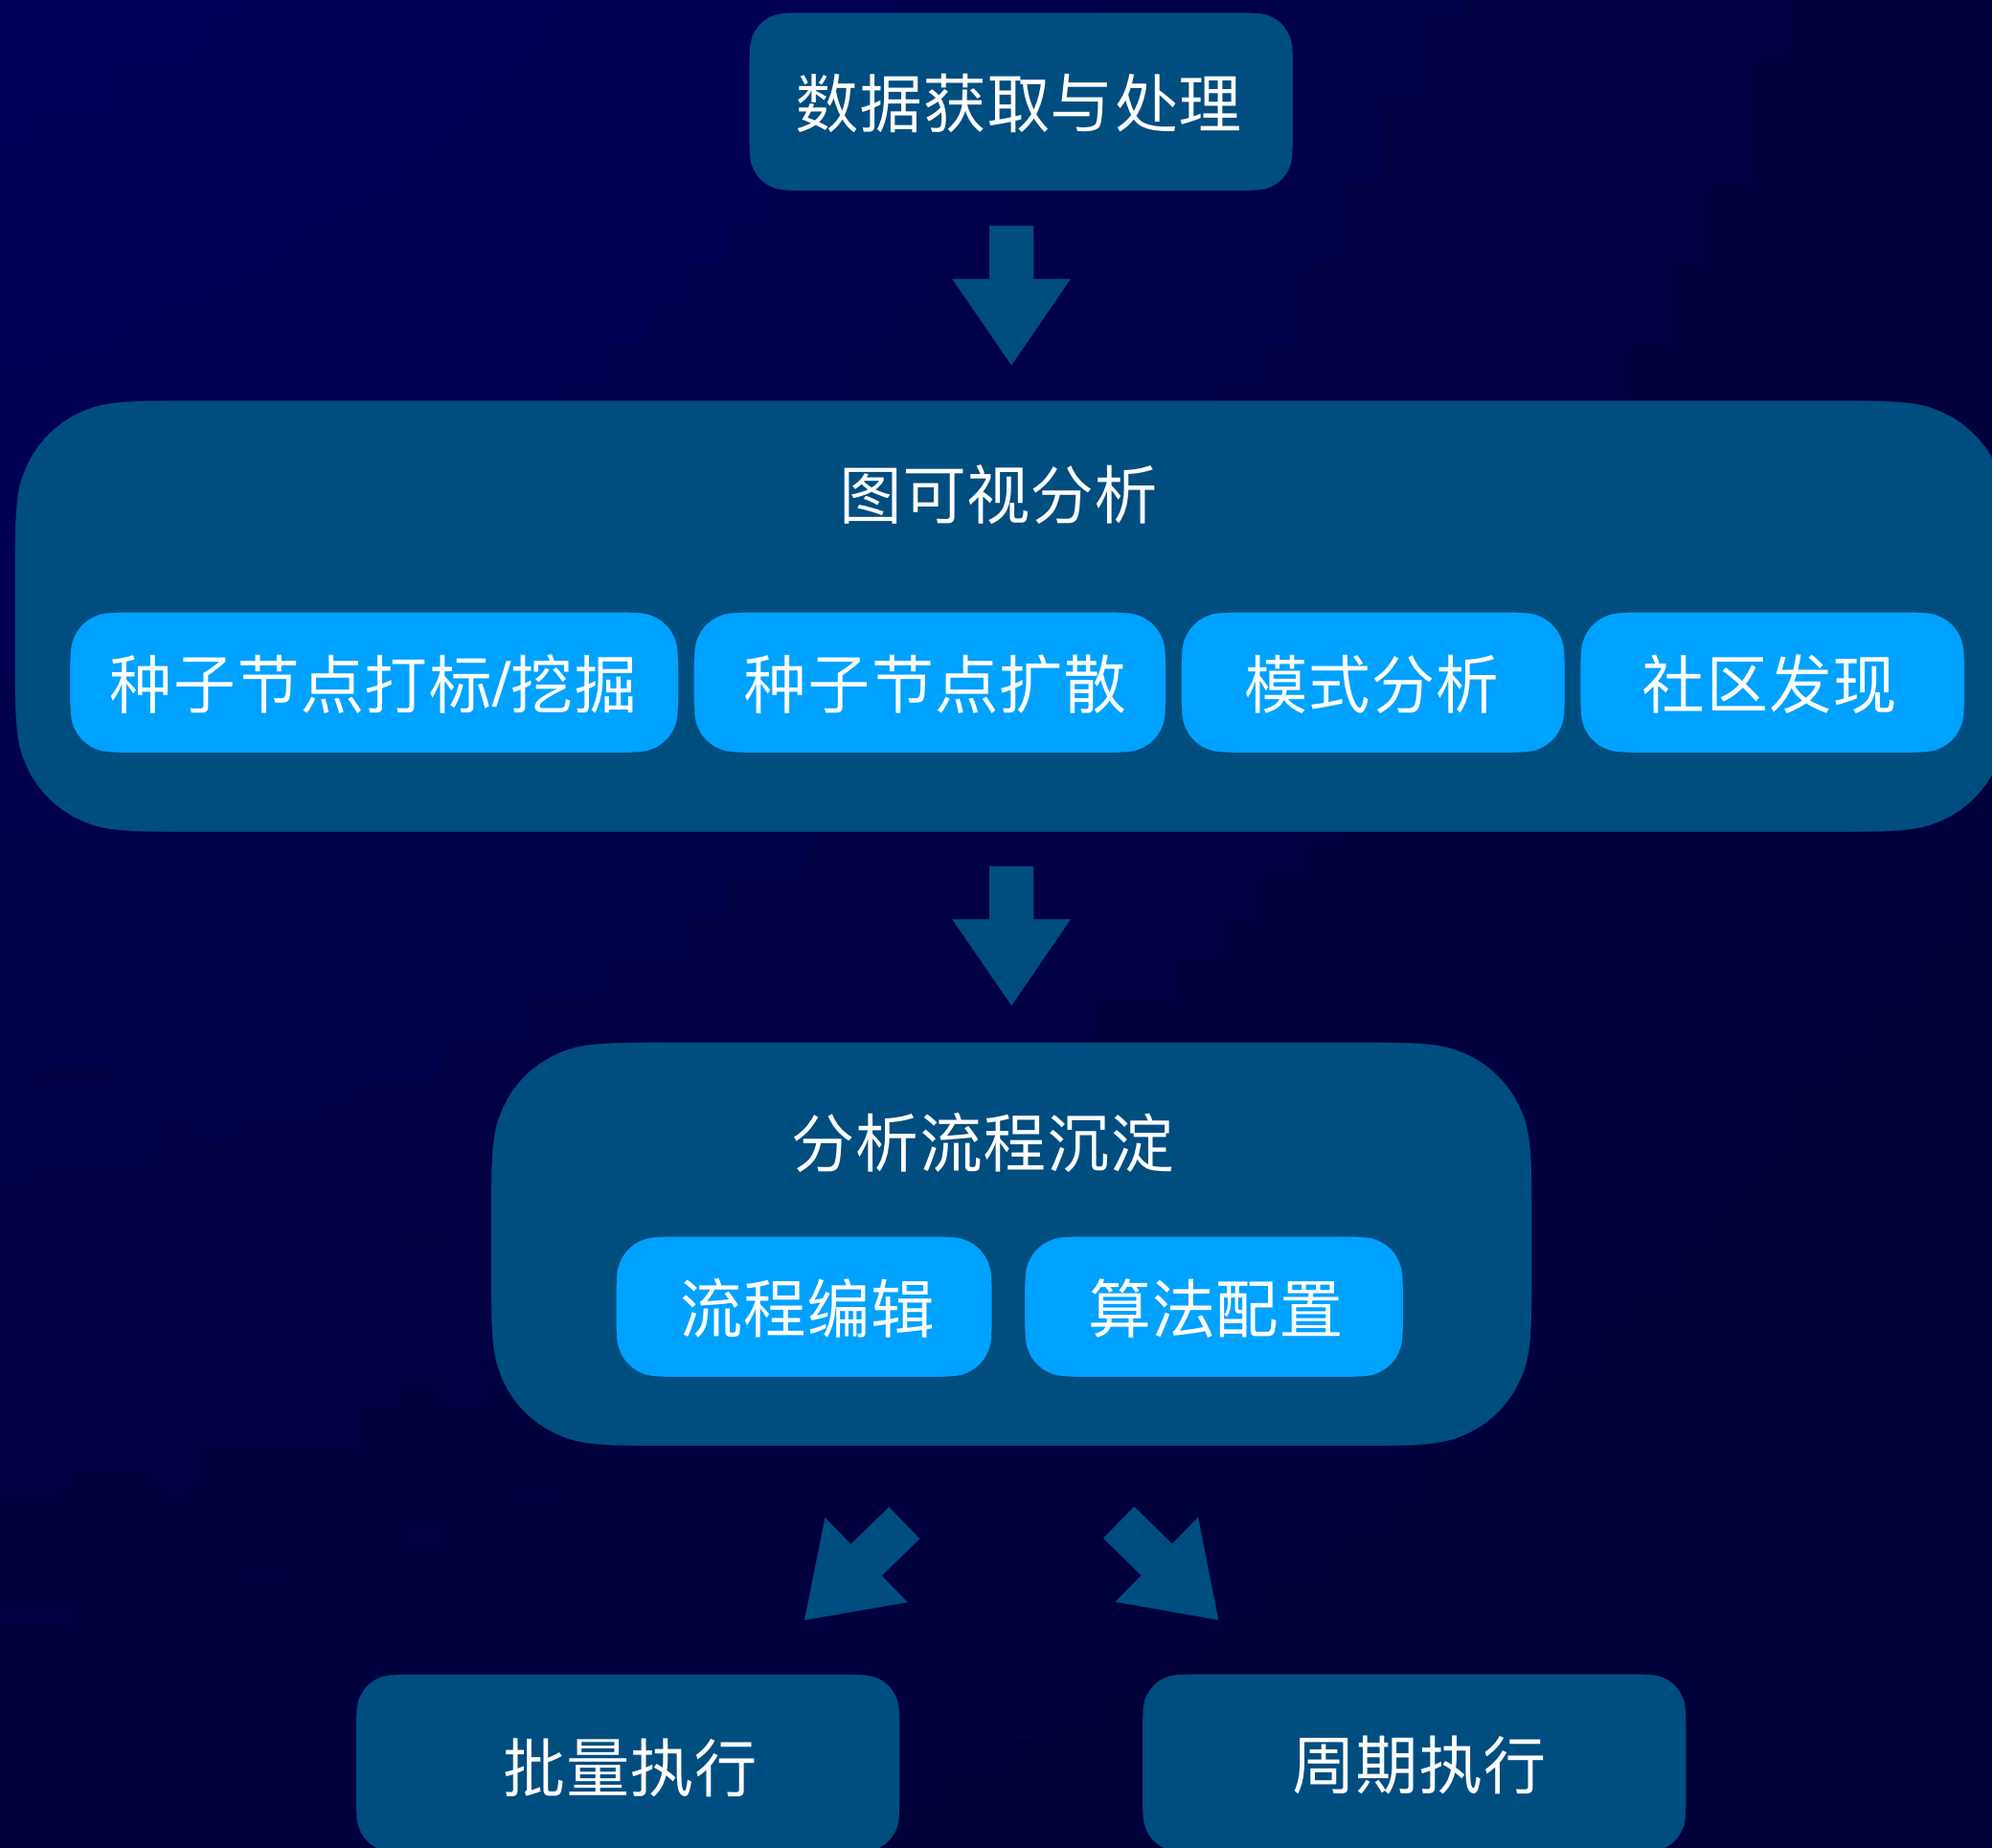 数据获取与处理
图可视分析
种子节点打标/挖掘
种子节点扩散
模式分析
社区发现
分析流程沉淀
流程编辑
算法配置
批量执行
周期执行